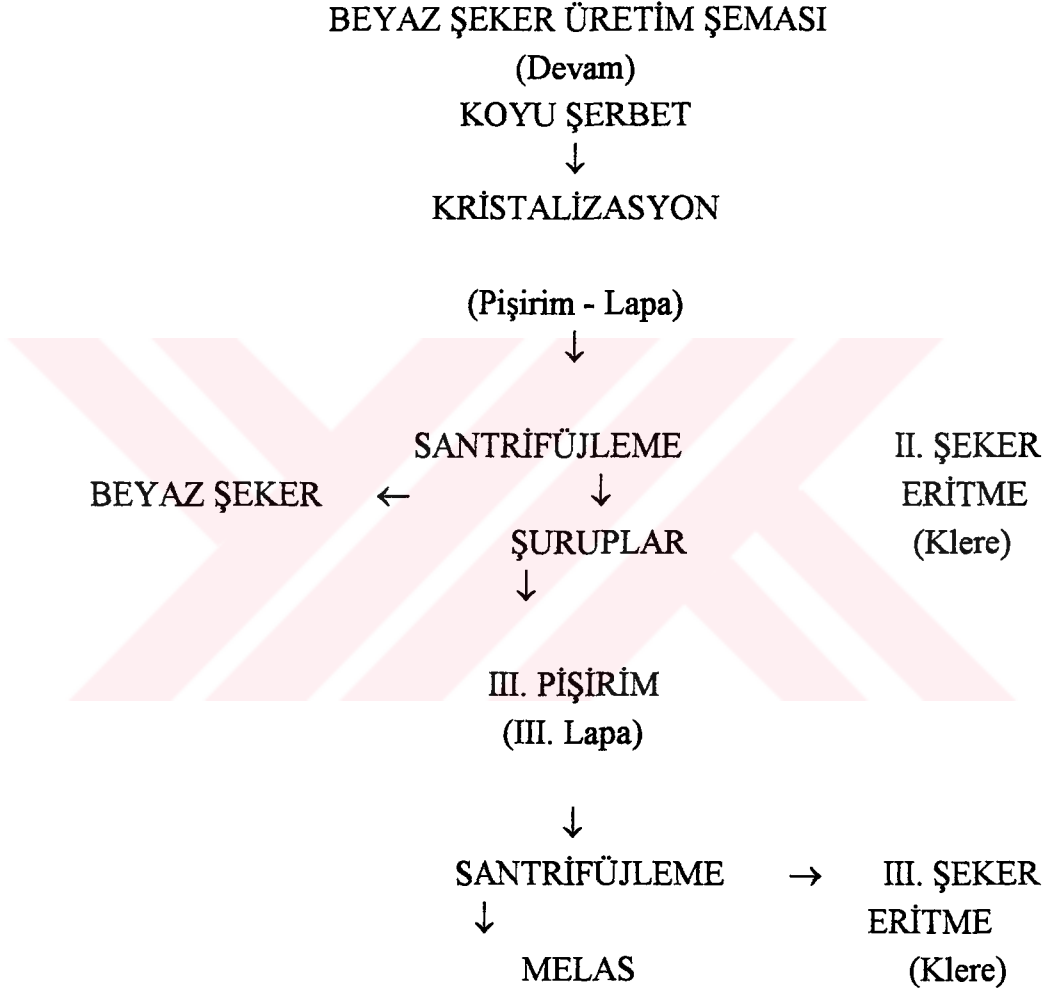 BEYAZ ŞEKER ÜRETİM ŞEMASI
(Devam)
KOYU ŞERBET
↓
KRİSTALİZASYON
(Pişirim - Lapa)
↓
SANTRİFÜJLEME II. ŞEKER
BEYAZ ŞEKER ← ↓ ERİTME
ŞURUPLAR (Klere)
↓
III. PİŞİRİM
(III. Lapa)
↓
SANTRİFÜJLEME → III. ŞEKER
↓ ERİTME
MELAS (Klere)